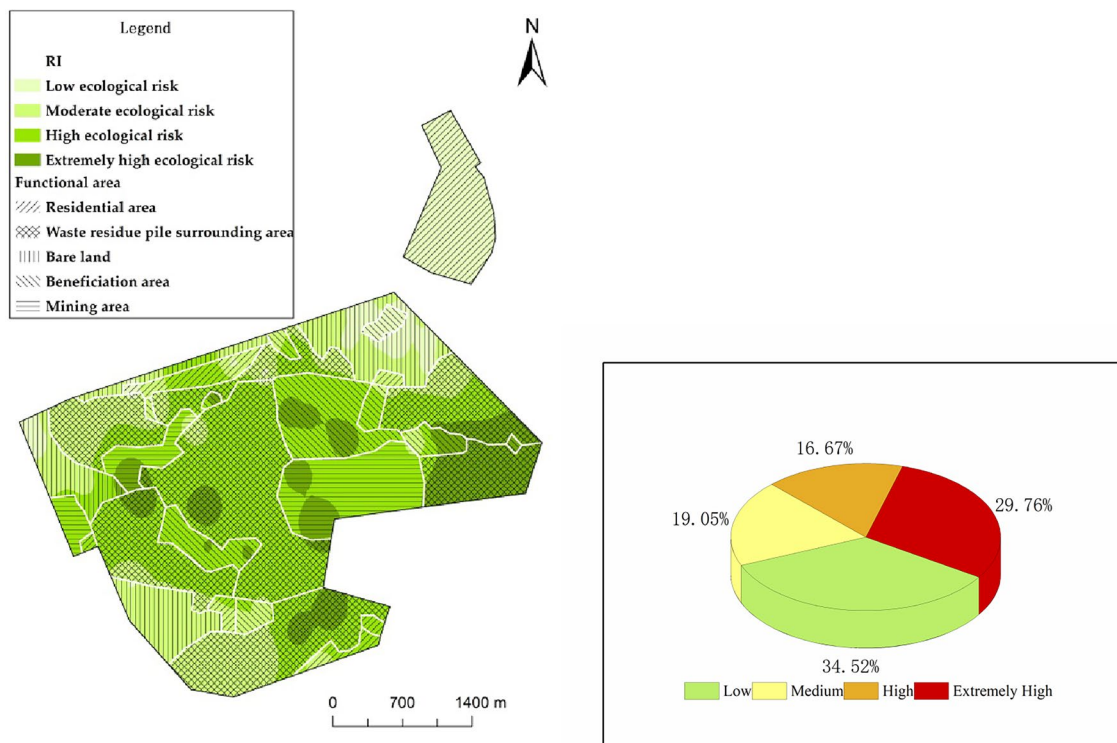 Legend
RI
Low ecological risk
Moderate ecological risk
High ecological risk
Extremely high ecological risk
Functional area
Residential area
Waste residue pile surrounding area
Bare land
Beneficiation area
Mining area
N
0 700 1400 m
16.67%
29.76%
19.05%
34.52%
Low Medium High Extremely High